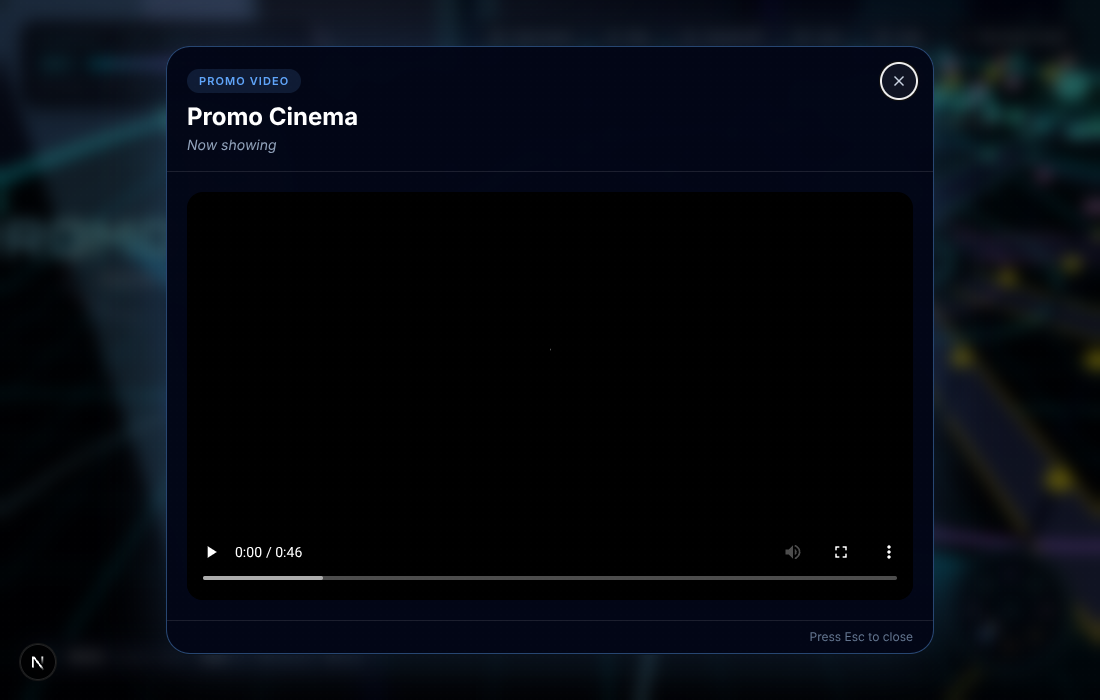 PROMO VIDEO
Promo Cinema
Now showing
0:00 / 0:46
Press Esc to close
N